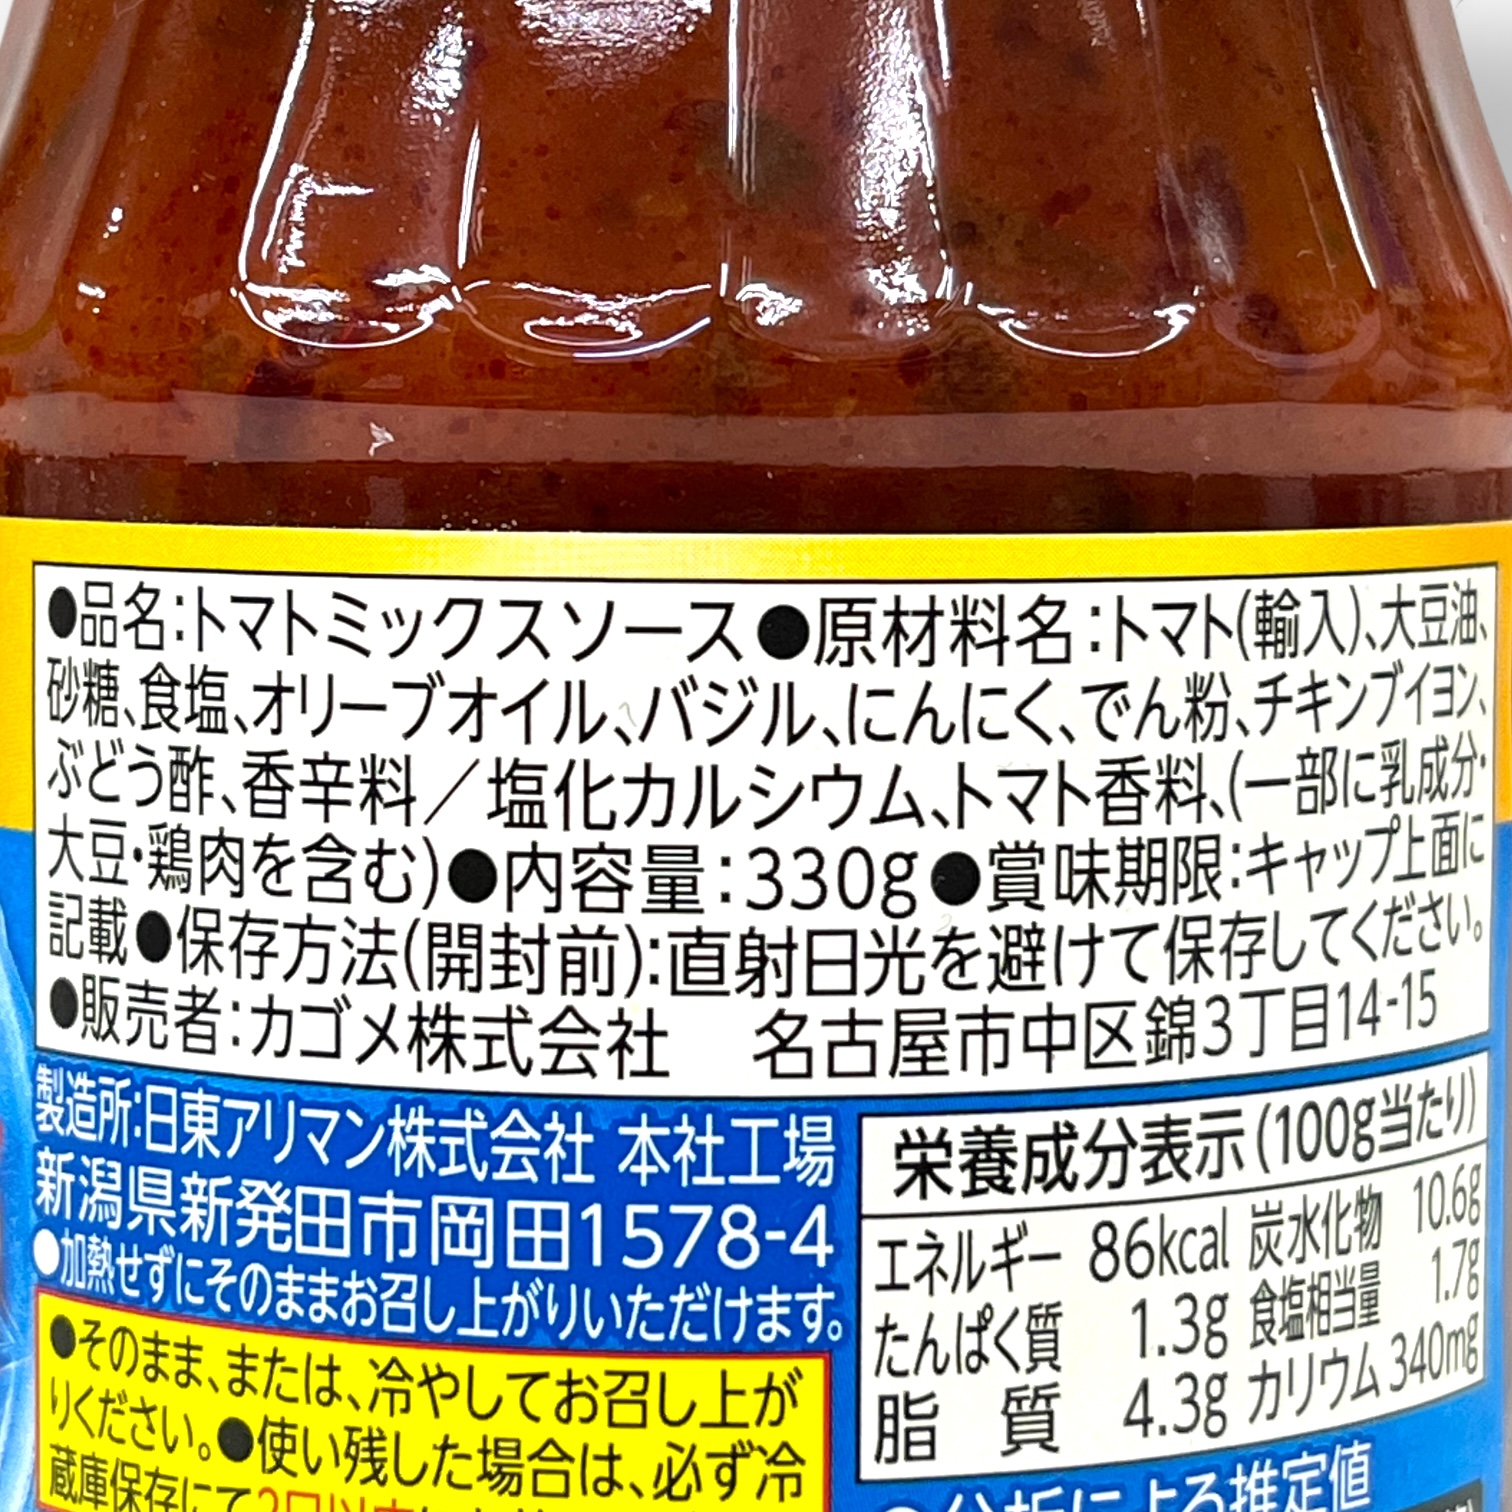 ●品名:トマトミックスソース●原材料名:トマト(輸入)、大豆油、
砂糖、食塩、オリーブオイル、バジル、にんにく、でん粉、チキンブイヨン、
ぶどう酢、香辛料／塩化カルシウム、トマト香料、(一部に乳成分・
大豆・鶏肉を含む)●内容量:330g●賞味期限:キャップ上面に
記載●保存方法(開封前):直射日光を避けて保存してください。
●販売者:カゴメ株式会社 名古屋市中区錦3丁目14-15
製造所:日東アリマン株式会社 本社工場
新潟県新発田市岡田1578-4
●加熱せずにそのままお召し上がりいただけます。
●そのまま、または、冷やしてお召し上が
りください。●使い残した場合は、必ず冷
蔵庫保存にて
栄養成分表示(100g当たり)
エネルギー 86kcal 炭水化物 10.6g
たんぱく質 1.3g 食塩相当量 1.7g
脂質 4.3g カリウム 340mg
分析による推定値